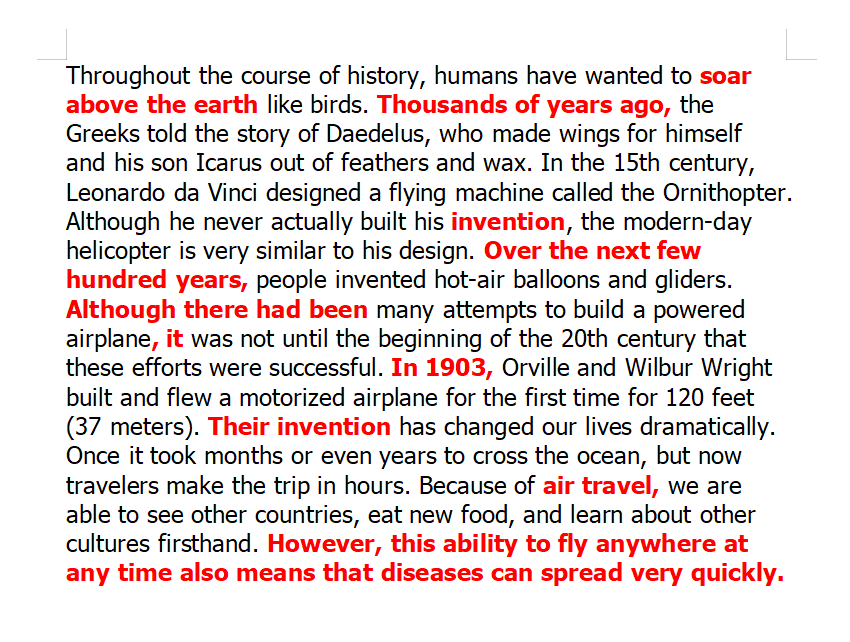 Throughout the course of history, humans have wanted to soar
above the earth like birds. Thousands of years ago, the
Greeks told the story of Daedelus, who made wings for himself
and his son Icarus out of feathers and wax. In the 15th century,
Leonardo da Vinci designed a flying machine called the Ornithopter.
Although he never actually built his invention, the modern-day
helicopter is very similar to his design. Over the next few
hundred years, people invented hot-air balloons and gliders.
Although there had been many attempts to build a powered
airplane, it was not until the beginning of the 20th century that
these efforts were successful. In 1903, Orville and Wilbur Wright
built and flew a motorized airplane for the first time for 120 feet
(37 meters). Their invention has changed our lives dramatically.
Once it took months or even years to cross the ocean, but now
travelers make the trip in hours. Because of air travel, we are
able to see other countries, eat new food, and learn about other
cultures firsthand. However, this ability to fly anywhere at
any time also means that diseases can spread very quickly.